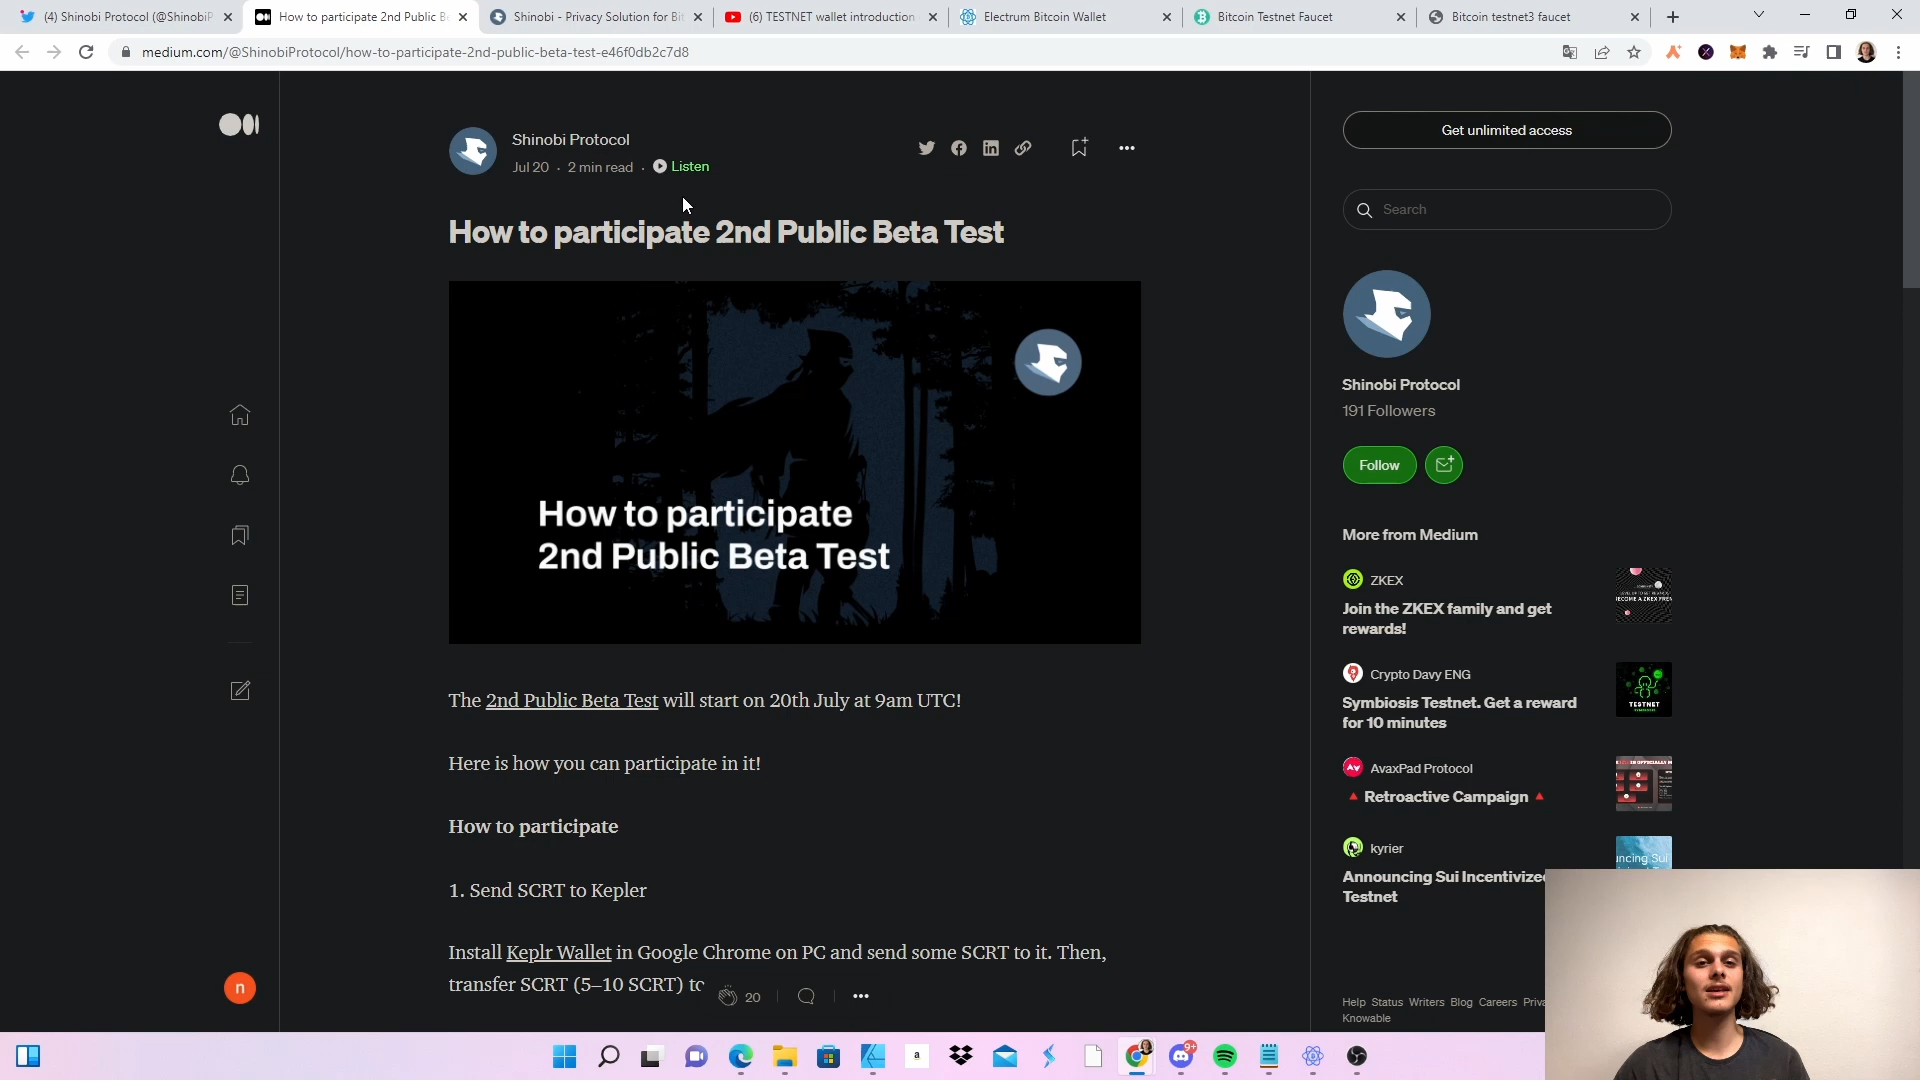 (4) Shinobi Protocol (@ShinobiP
How to participate 2nd Public Be
Shinobi - Privacy Solution for Bit
(6) TESTNET wallet introduction
Electrum Bitcoin Wallet
Bitcoin Testnet Faucet
Bitcoin testnet3 faucet
medium.com/@ShinobiProtocol/how-to-participate-2nd-public-beta-test-e46f0db2c7d8
Shinobi Protocol
Jul 20 · 2 min read · Listen
How to participate 2nd Public Beta Test
How to participate
2nd Public Beta Test
The 2nd Public Beta Test will start on 20th July at 9am UTC!
Here is how you can participate in it!
How to participate
1. Send SCRT to Kepler
Install Keplr Wallet in Google Chrome on PC and send some SCRT to it. Then,
transfer SCRT (5–10 SCRT) to
20
n
Get unlimited access
Search
Shinobi Protocol
191 Followers
Follow
More from Medium
ZKEX
Join the ZKEX family and get
rewards!
Crypto Davy ENG
Symbiosis Testnet. Get a reward
for 10 minutes
TESTNET
AvaxPad Protocol
🔺 Retroactive Campaign 🔺
kyrier
Announcing Sui Incentivize
Testnet
uncing Sui
Help Status Writers Blog Careers Priva
Knowable
a
9+